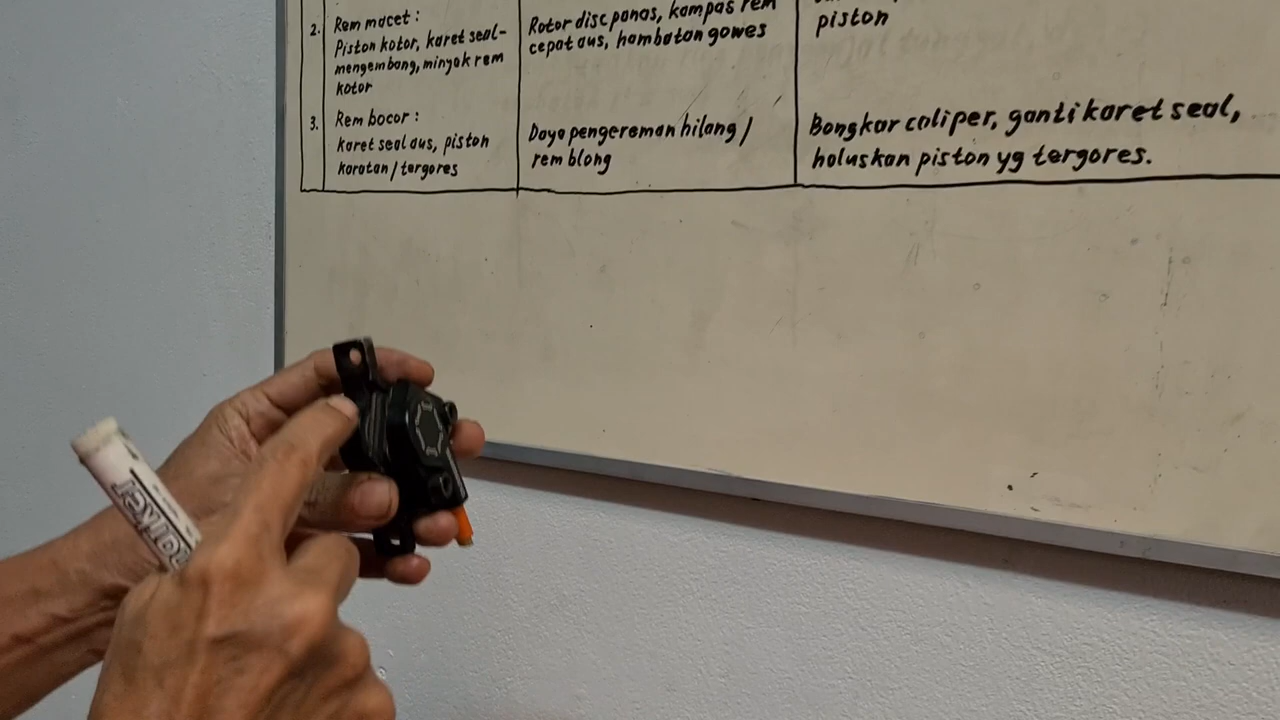 2.
Rem macet :
Piston kotor, karet seal-
mengembang, minyak rem
kotor
Rotor disc panas, kampas rem
cepat aus, hambatan gowes
piston
3.
Rem bocor :
karet seal aus, piston
karatan / tergores
Daya pengereman hilang /
rem blong
Bongkar caliper, ganti karet seal,
haluskan piston yg tergores.